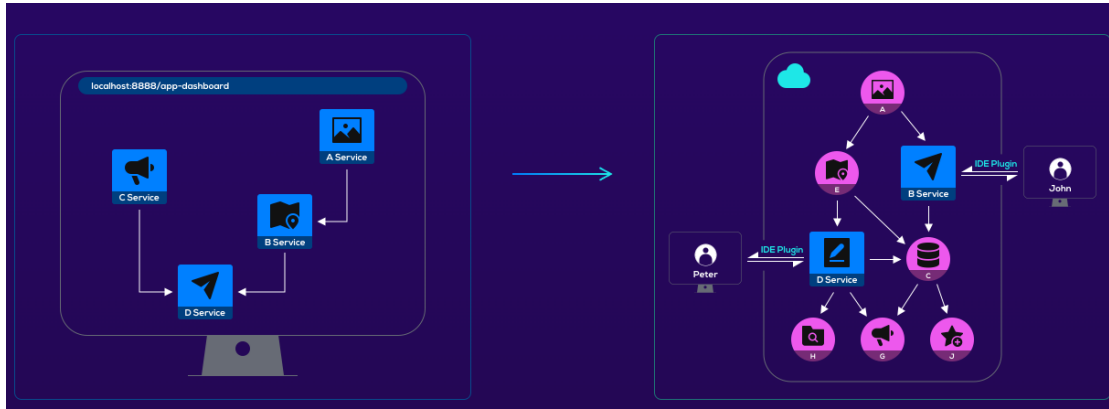 localhost:8888/app-dashboard
A Service
C Service
B Service
D Service
A
IDE Plugin
E
B Service
John
IDE Plugin
Peter
D Service
C
H
G
J